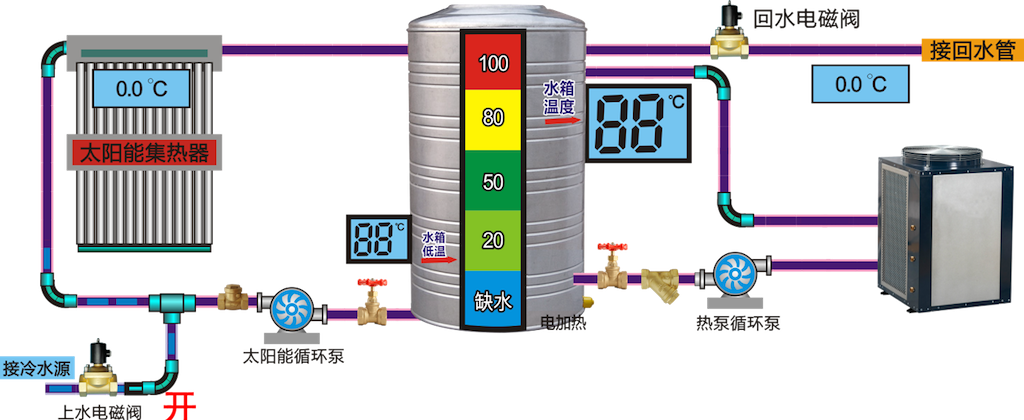 回水电磁阀
接回水管
0.0 °C
0.0 °C
太阳能集热器
100
80
50
20
缺水
水箱
温度
88 °C
88 °C
水箱
低温
电加热
热泵循环泵
太阳能循环泵
接冷水源
上水电磁阀
开